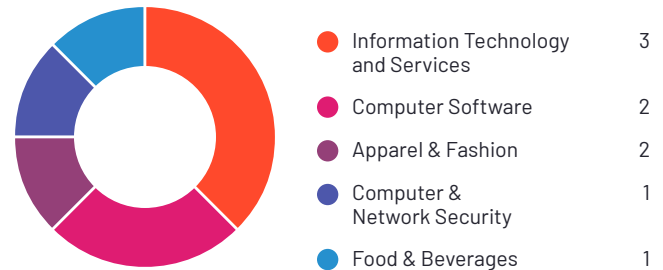 Information Technology 3
and Services
Computer Software 2
Apparel & Fashion 2
Computer & 1
Network Security
Food & Beverages 1